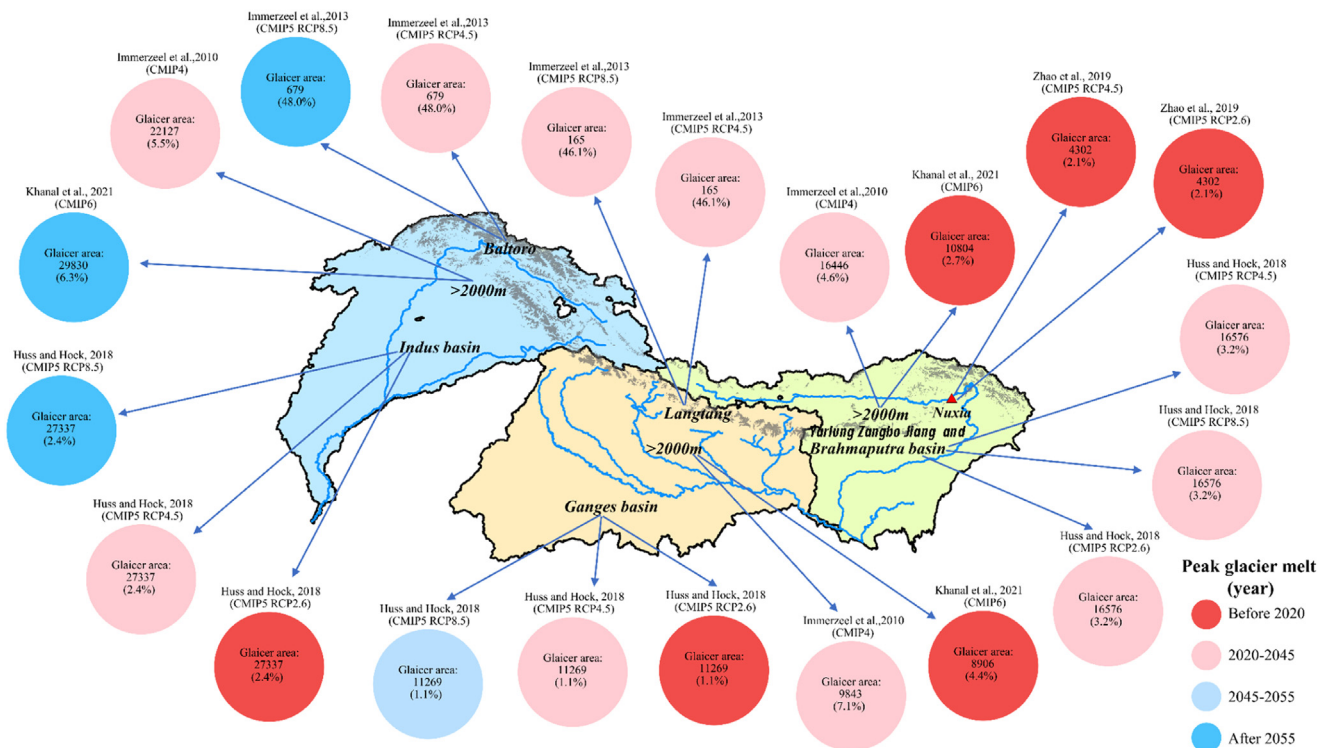 Immerzeel et al.,2013
(CMIP5 RCP8.5)
Glaicer area:
679
(48.0%)
Immerzeel et al.,2013
(CMIP5 RCP4.5)
Glaicer area:
679
(48.0%)
Immerzeel et al.,2010
(CMIP4)
Glaicer area:
22127
(5.5%)
Immerzeel et al.,2013
(CMIP5 RCP8.5)
Glaicer area:
165
(46.1%)
Immerzeel et al.,2013
(CMIP5 RCP4.5)
Glaicer area:
165
(46.1%)
Zhao et al., 2019
(CMIP5 RCP4.5)
Glaicer area:
4302
(2.1%)
Zhao et al., 2019
(CMIP5 RCP2.6)
Glaicer area:
4302
(2.1%)
Khanal et al., 2021
(CMIP6)
Glaicer area:
29830
(6.3%)
Immerzeel et al.,2010
(CMIP4)
Glaicer area:
16446
(4.6%)
Khanal et al., 2021
(CMIP6)
Glaicer area:
10804
(2.7%)
Huss and Hock, 2018
(CMIP5 RCP4.5)
Glaicer area:
16576
(3.2%)
Baltoro
>2000m
Indus basin
Langtang
>2000m
Ganges basin
>2000m
Nuxia
Yarlung Zangbo Jiang and
Brahmaputra basin
Huss and Hock, 2018
(CMIP5 RCP8.5)
Glaicer area:
27337
(2.4%)
Huss and Hock, 2018
(CMIP5 RCP8.5)
Glaicer area:
16576
(3.2%)
Huss and Hock, 2018
(CMIP5 RCP4.5)
Glaicer area:
27337
(2.4%)
Huss and Hock, 2018
(CMIP5 RCP2.6)
Glaicer area:
27337
(2.4%)
Huss and Hock, 2018
(CMIP5 RCP8.5)
Glaicer area:
11269
(1.1%)
Huss and Hock, 2018
(CMIP5 RCP4.5)
Glaicer area:
11269
(1.1%)
Huss and Hock, 2018
(CMIP5 RCP2.6)
Glaicer area:
11269
(1.1%)
Immerzeel et al.,2010
(CMIP4)
Glaicer area:
9843
(7.1%)
Khanal et al., 2021
(CMIP6)
Glaicer area:
8906
(4.4%)
Huss and Hock, 2018
(CMIP5 RCP2.6)
Glaicer area:
16576
(3.2%)
Peak glacier melt
(year)
Before 2020
2020-2045
2045-2055
After 2055